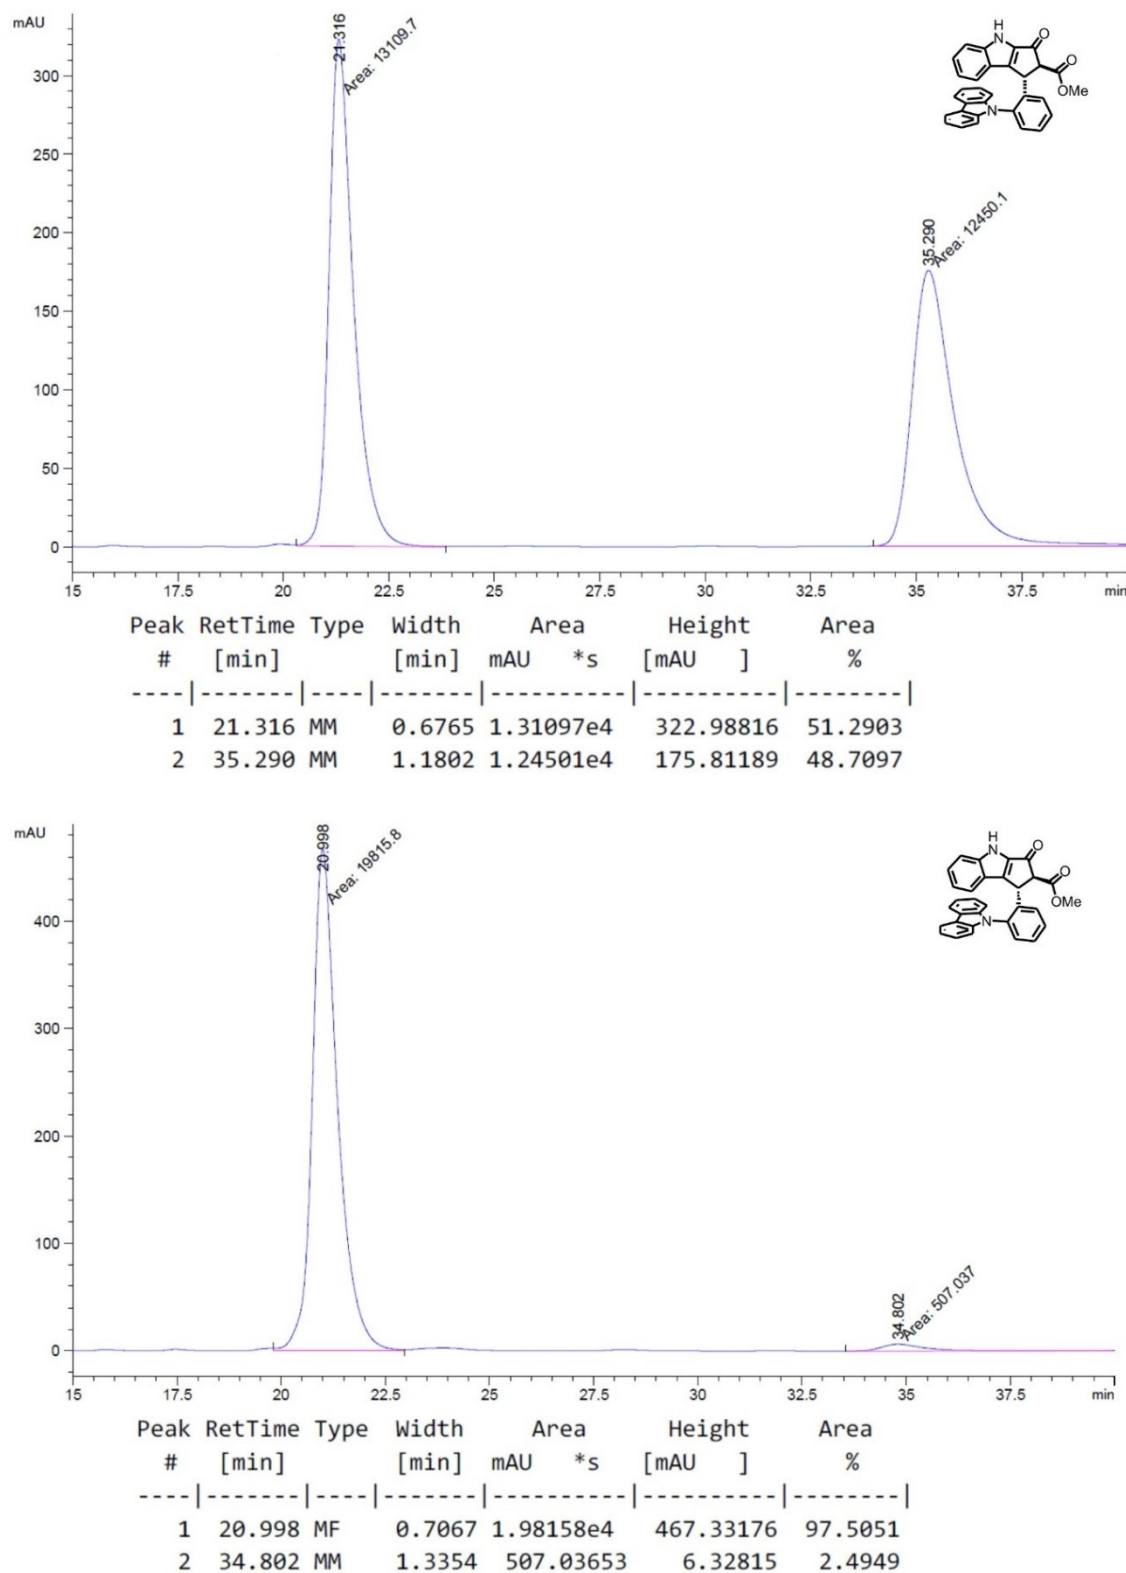 mAU
21.316
Area: 13109.7
35.290
Area: 12450.1
H
N
O
O
OMe
N
300
250
200
150
100
50
0
15 17.5 20 22.5 25 27.5 30 32.5 35 37.5 min
Peak RetTime Type Width Area Height Area
# [min] [min] mAU *s [mAU ] %
----|-------|----|-------|----------|----------|--------|
1 21.316 MM 0.6765 1.31097e4 322.98816 51.2903
2 35.290 MM 1.1802 1.24501e4 175.81189 48.7097
mAU
20.998
Area: 19815.8
34.802
Area: 507.037
H
N
O
O
OMe
N
400
300
200
100
0
15 17.5 20 22.5 25 27.5 30 32.5 35 37.5 min
Peak RetTime Type Width Area Height Area
# [min] [min] mAU *s [mAU ] %
----|-------|----|-------|----------|----------|--------|
1 20.998 MF 0.7067 1.98158e4 467.33176 97.5051
2 34.802 MM 1.3354 507.03653 6.32815 2.4949